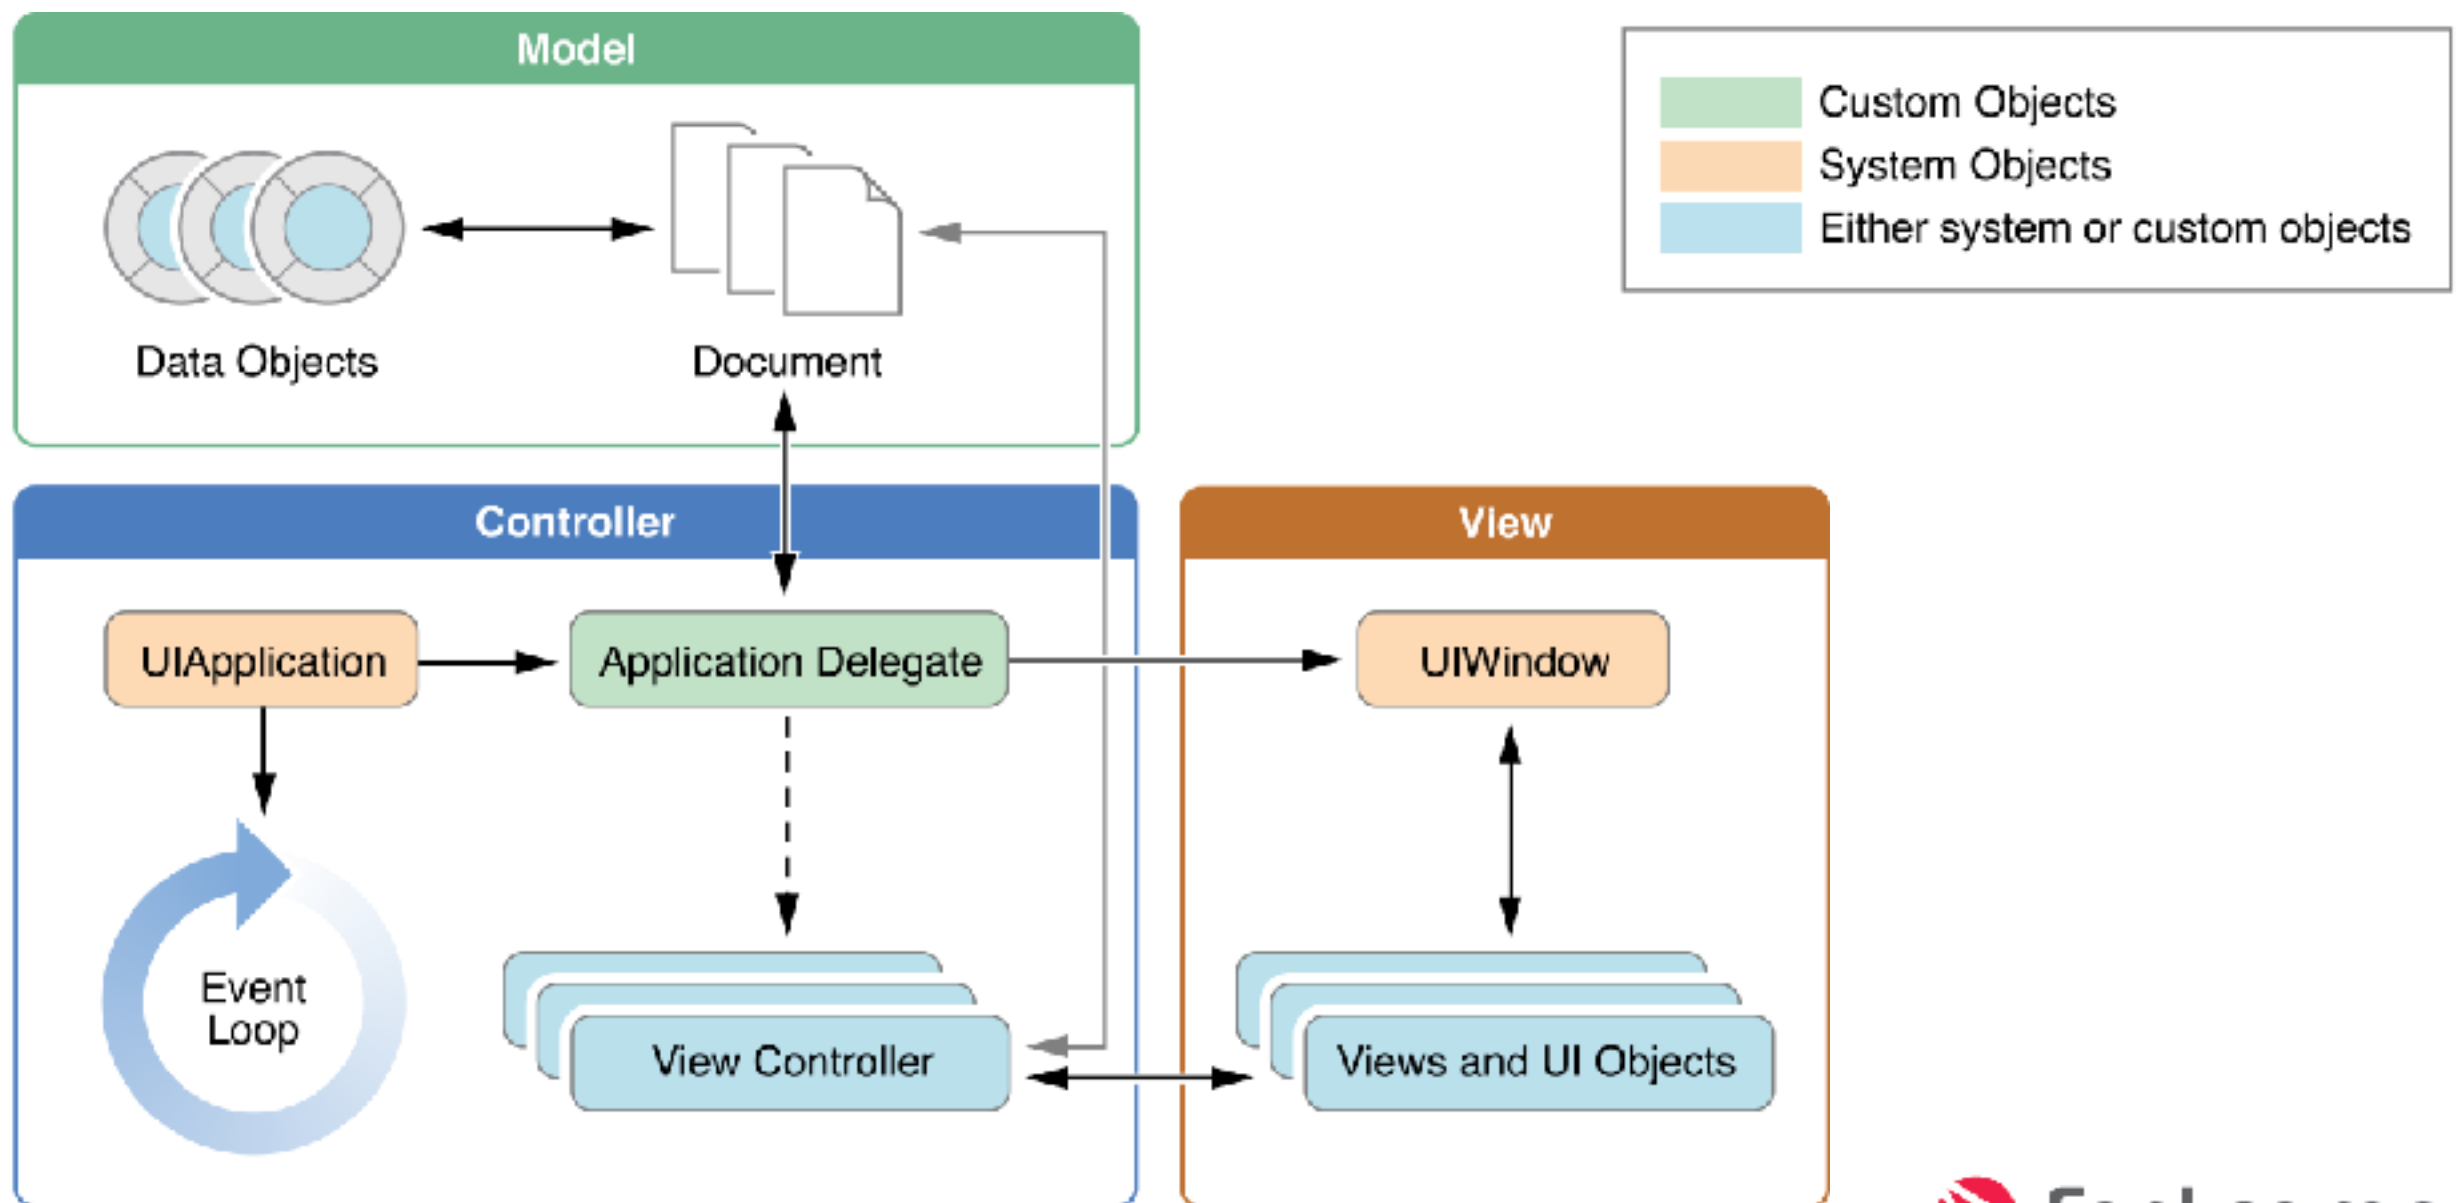 Model
Custom Objects
System Objects
Either system or custom objects
Data Objects
Document
Controller
View
UIApplication
Application Delegate
UIWindow
Event
Loop
View Controller
Views and UI Objects